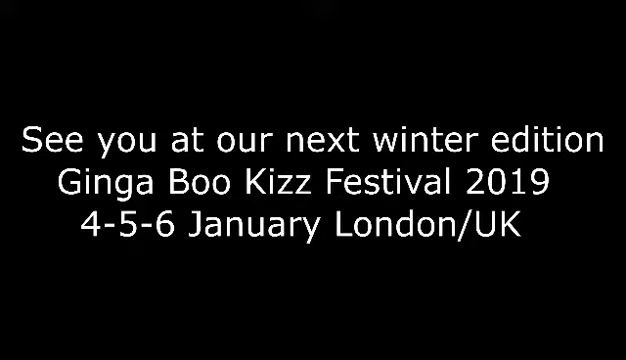 See you at our next winter edition
Ginga Boo Kizz Festival 2019
4-5-6 January London/UK